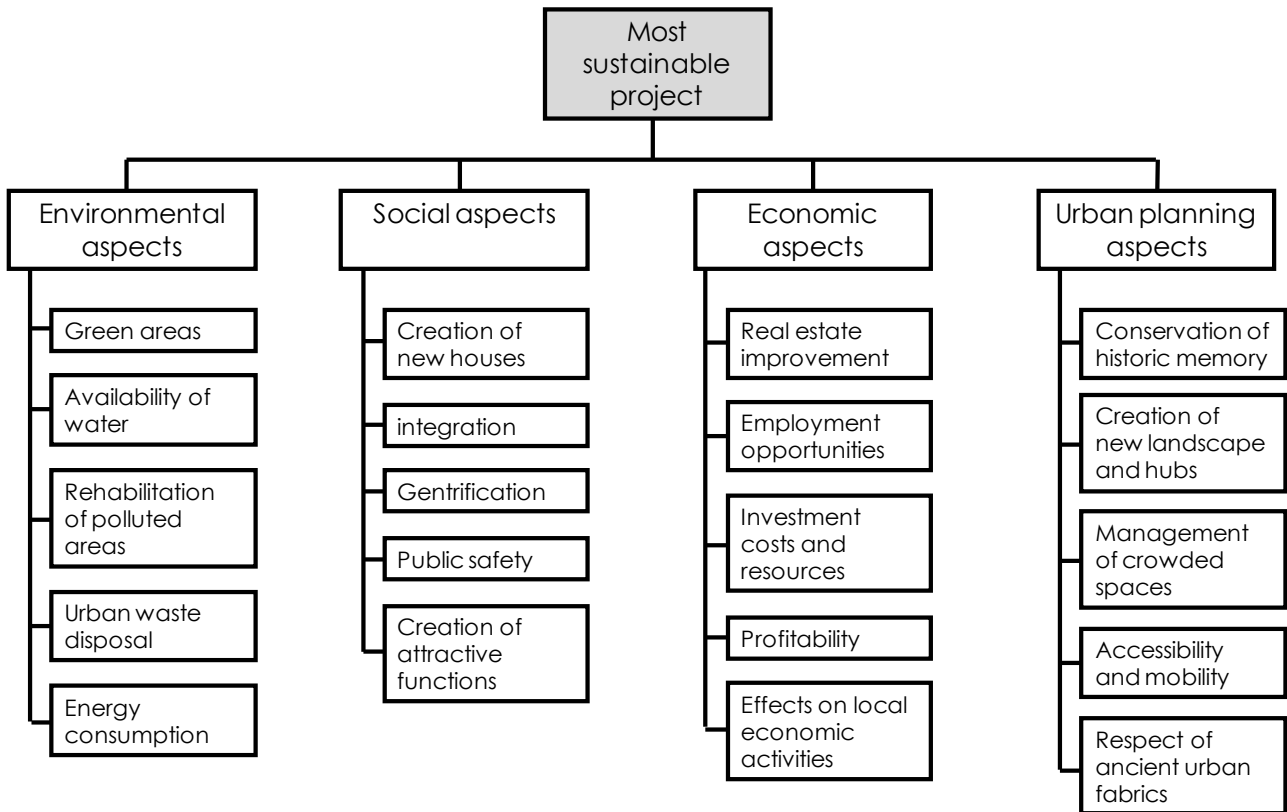 Most
sustainable
project
Environmental
aspects
Green areas
Availability of
water
Rehabilitation
of polluted
areas
Urban waste
disposal
Energy
consumption
Social aspects
Creation of
new houses
integration
Gentrification
Public safety
Creation of
attractive
functions
Economic
aspects
Real estate
improvement
Employment
opportunities
Investment
costs and
resources
Profitability
Effects on local
economic
activities
Urban planning
aspects
Conservation of
historic memory
Creation of
new landscape
and hubs
Management
of crowded
spaces
Accessibility
and mobility
Respect of
ancient urban
fabrics